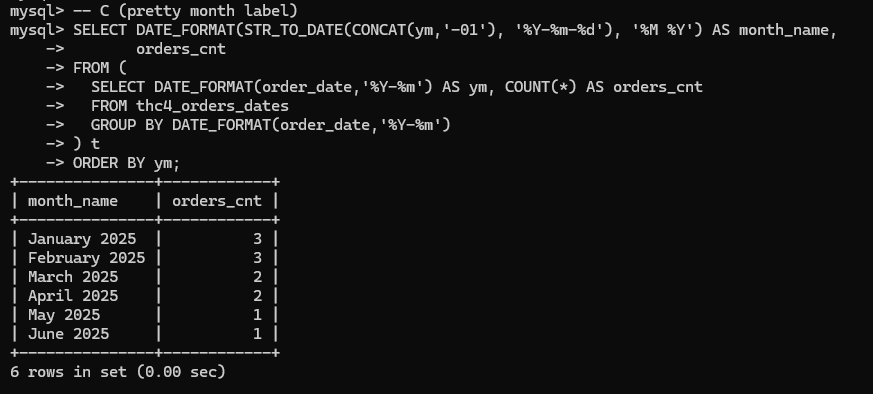 mysql> -- C (pretty month label)
mysql> SELECT DATE_FORMAT(STR_TO_DATE(CONCAT(ym,'-01'), '%Y-%m-%d'), '%M %Y') AS month_name,
    ->        orders_cnt
    -> FROM (
    ->   SELECT DATE_FORMAT(order_date,'%Y-%m') AS ym, COUNT(*) AS orders_cnt
    ->   FROM thc4_orders_dates
    ->   GROUP BY DATE_FORMAT(order_date,'%Y-%m')
    -> ) t
    -> ORDER BY ym;
+---------------+------------+
| month_name    | orders_cnt |
+---------------+------------+
| January 2025  |          3 |
| February 2025 |          3 |
| March 2025    |          2 |
| April 2025    |          2 |
| May 2025      |          1 |
| June 2025     |          1 |
+---------------+------------+
6 rows in set (0.00 sec)